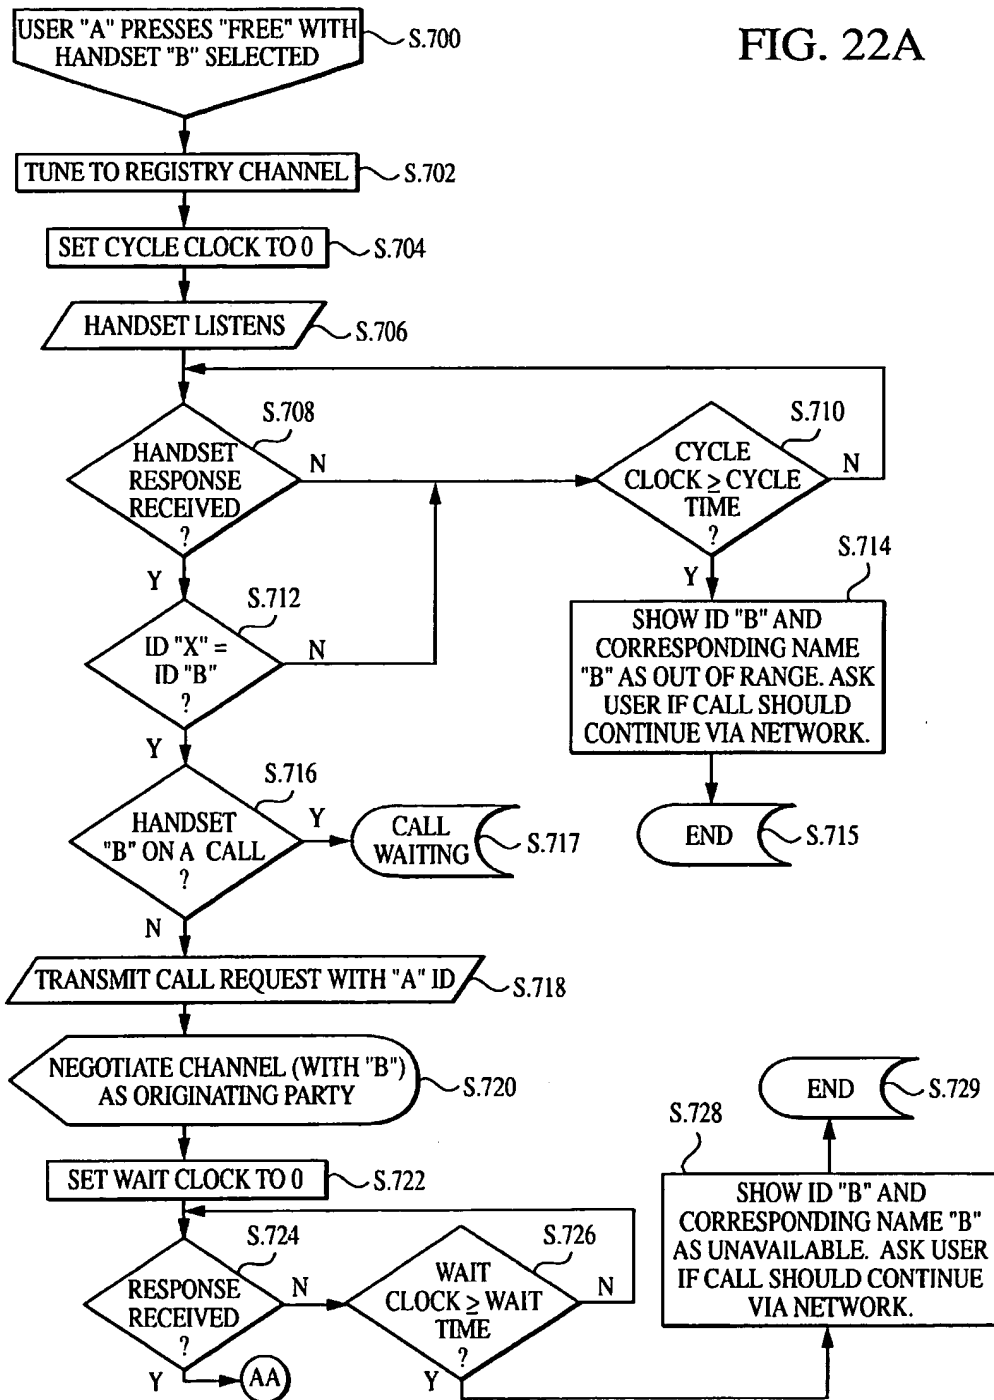 FIG. 22A
USER "A" PRESSES "FREE" WITH
HANDSET "B" SELECTED
S.700
TUNE TO REGISTRY CHANNEL
S.702
SET CYCLE CLOCK TO 0
S.704
HANDSET LISTENS
S.706
S.708
HANDSET
RESPONSE
RECEIVED
?
N
Y
S.710
CYCLE
CLOCK ≥ CYCLE
TIME
?
N
Y
S.712
ID "X" =
ID "B"
?
N
Y
S.714
SHOW ID "B" AND
CORRESPONDING NAME
"B" AS OUT OF RANGE. ASK
USER IF CALL SHOULD
CONTINUE VIA NETWORK.
END
S.715
S.716
HANDSET
"B" ON A CALL
?
Y
N
CALL
WAITING
S.717
TRANSMIT CALL REQUEST WITH "A" ID
S.718
NEGOTIATE CHANNEL (WITH "B")
AS ORIGINATING PARTY
S.720
SET WAIT CLOCK TO 0
S.722
S.724
RESPONSE
RECEIVED
?
N
Y
AA
S.726
WAIT
CLOCK ≥ WAIT
TIME
?
N
Y
S.728
SHOW ID "B" AND
CORRESPONDING NAME "B"
AS UNAVAILABLE. ASK USER
IF CALL SHOULD CONTINUE
VIA NETWORK.
END
S.729